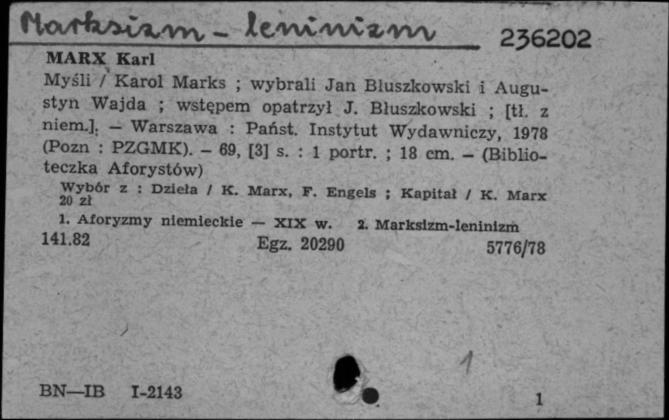 Marksizm - leninizm
236202
MARX Karl
Myśli / Karol Marks ; wybrali Jan Błuszkowski i Augu-
styn Wajda ; wstępem opatrzył J. Błuszkowski ; [tł. z
niem.]. — Warszawa : Państ. Instytut Wydawniczy, 1978
(Pozn : PZGMK). — 69, [3] s. : 1 portr. ; 18 cm. — (Biblio-
teczka Aforystów)
Wybór z : Dzieła / K. Marx, F. Engels ; Kapitał / K. Marx
20 zł
1. Aforyzmy niemieckie — XIX w. 2. Marksizm-leninizm
141.82 Egz. 20290 5776/78
1
BN—IB I-2143 1